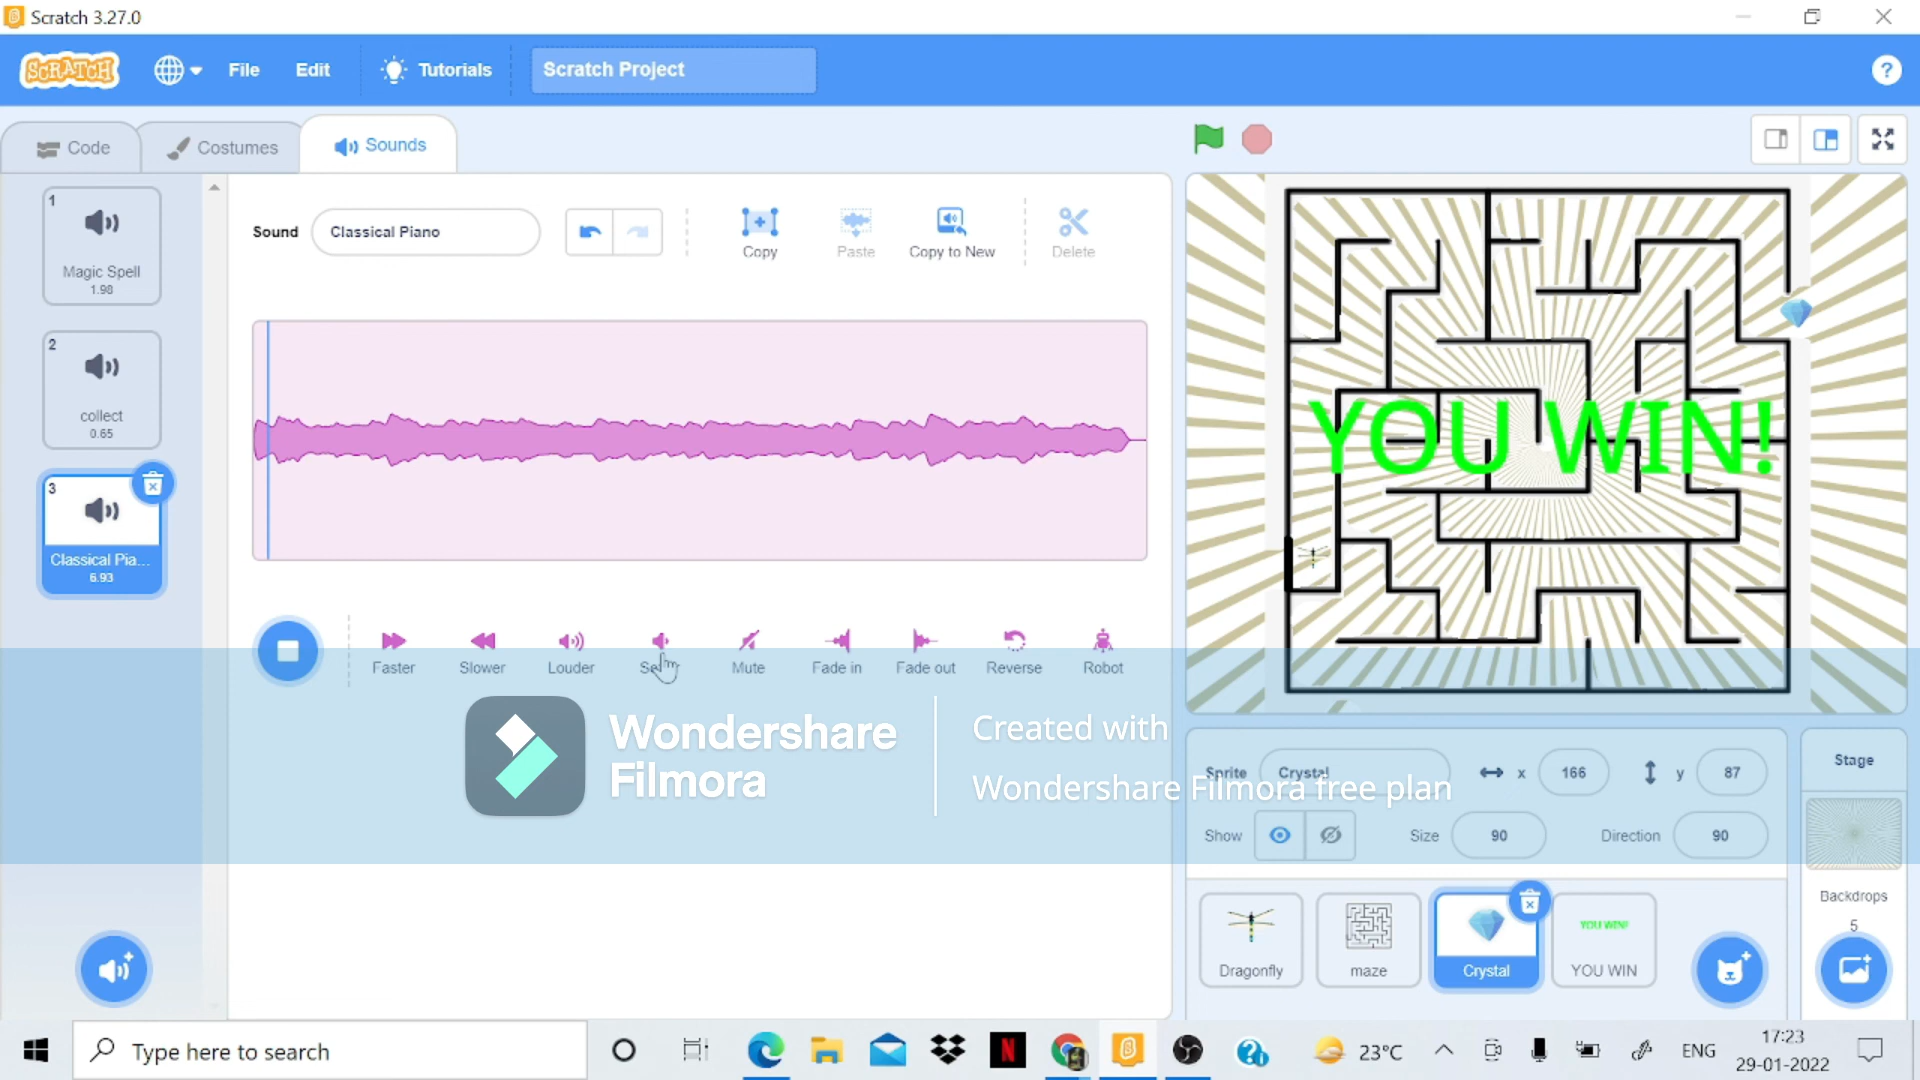 Scratch 3.27.0
SCRATCH
File
Edit
Tutorials
Scratch Project
?
Code
Costumes
Sounds
1
Magic Spell
1.98
2
collect
0.65
3
Classical Pia...
6.93
Sound
Classical Piano
Copy
Paste
Copy to New
Delete
Faster
Slower
Louder
Mute
Fade in
Fade out
Reverse
Robot
YOU WIN!
Wondershare
Filmora
Created with
Wondershare Filmora free plan
Sprite
Crystal
x
166
y
87
Show
Size
90
Direction
90
Stage
Backdrops
5
Dragonfly
maze
Crystal
YOU WIN!
YOU WIN
Type here to search
N
23°C
ENG
17:23
29-01-2022